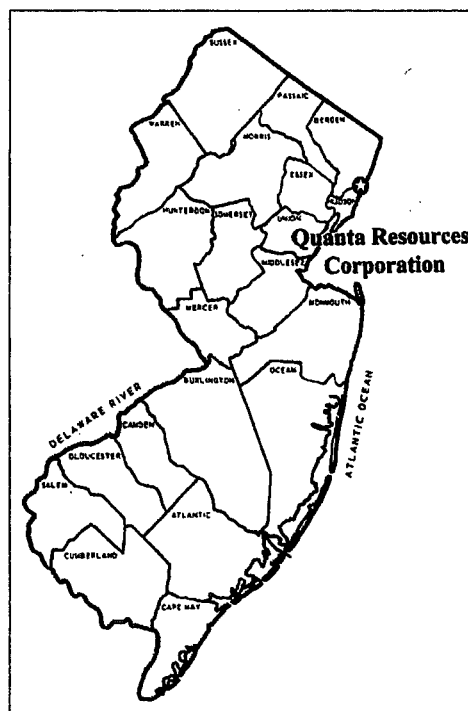 SUSSEX
PASSAIC
BERGEN
WARREN
MORRIS
ESSEX
HUDSON
HUNTERDON
SOMERSET
UNION
Quanta Resources
Corporation
MIDDLESEX
MERCER
MONMOUTH
OCEAN
BURLINGTON
DELAWARE RIVER
CAMDEN
GLOUCESTER
ATLANTIC OCEAN
SALEM
ATLANTIC
CUMBERLAND
CAPE MAY